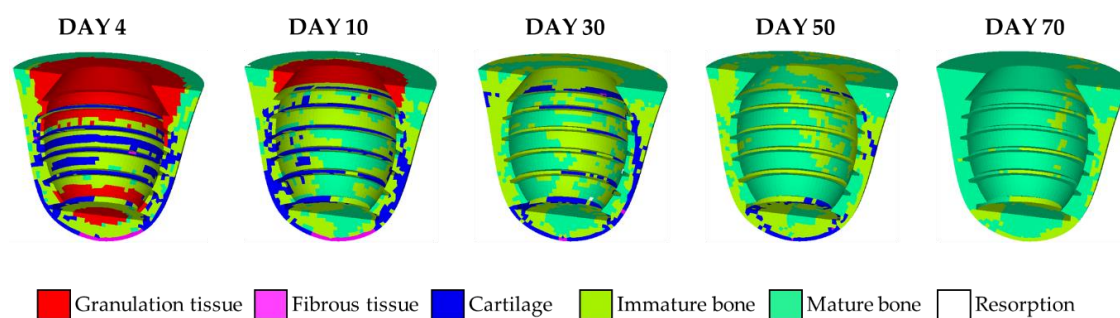 DAY 4 DAY 10 DAY 30 DAY 50 DAY 70
Granulation tissue Fibrous tissue Cartilage Immature bone Mature bone Resorption